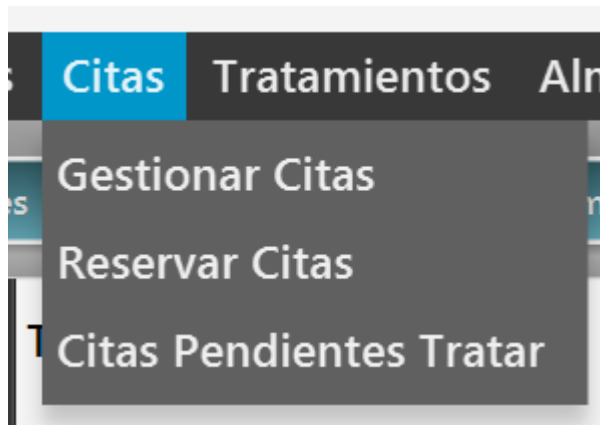 Citas Tratamientos
Gestionar Citas
Reservar Citas
Citas Pendientes Tratar